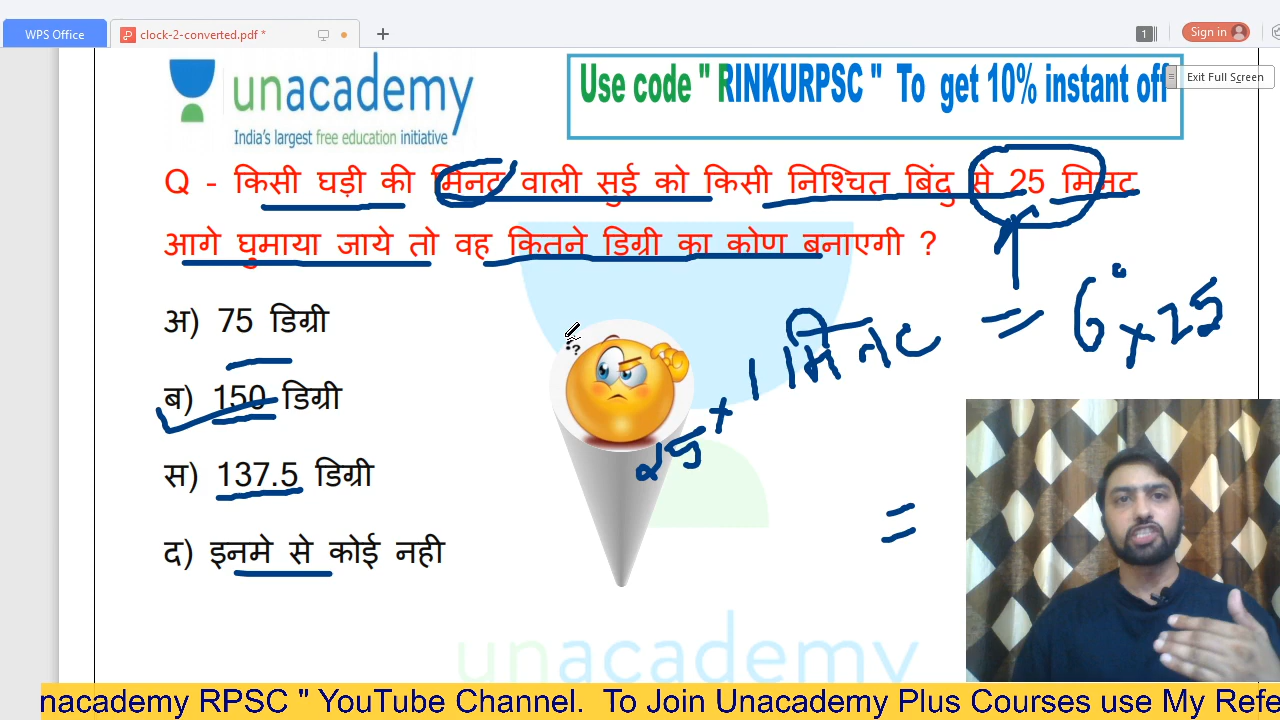 WPS Office
clock-2-converted.pdf *
+
1
Sign in
Exit Full Screen
unacademy
India's largest free education initiative
Use code " RINKURPSC " To get 10% instant off
Q - किसी घड़ी की मिनट वाली सुई को किसी निश्चित बिंदु से 25 मिनट
आगे घुमाया जाये तो वह कितने डिग्री का कोण बनाएगी ?
अ) 75 डिग्री
ब) 150 डिग्री
स) 137.5 डिग्री
द) इनमे से कोई नही
25 × 1 मिनट = 6° × 25
=
unacademy
nacademy RPSC " YouTube Channel. To Join Unacademy Plus Courses use My Refe